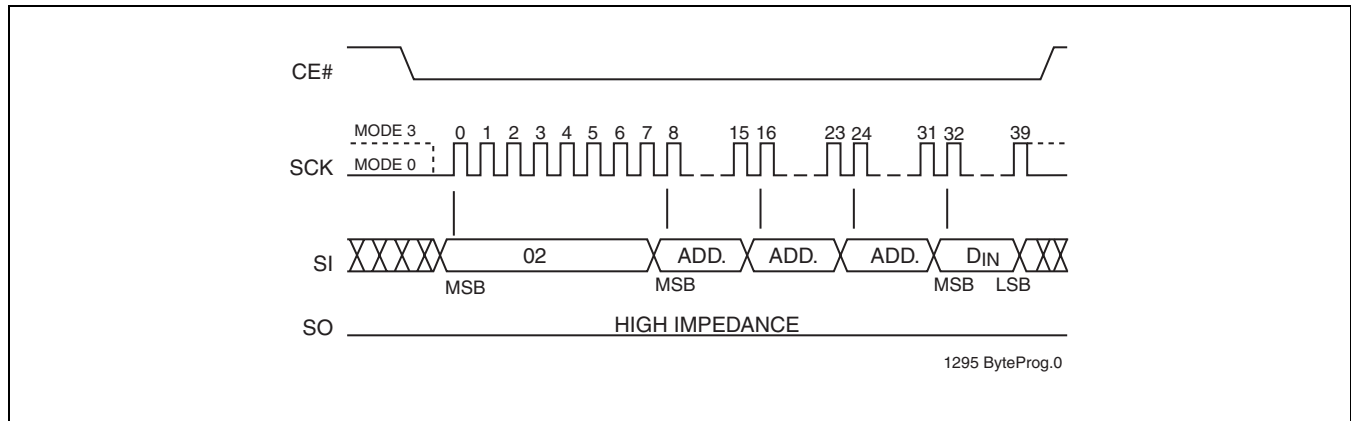 CE#
MODE 3
0 1 2 3 4 5 6 7 8 15 16 23 24 31 32 39
SCK MODE 0
SI 02 ADD. ADD. ADD. DIN
MSB MSB MSB LSB
SO HIGH IMPEDANCE
1295 ByteProg.0